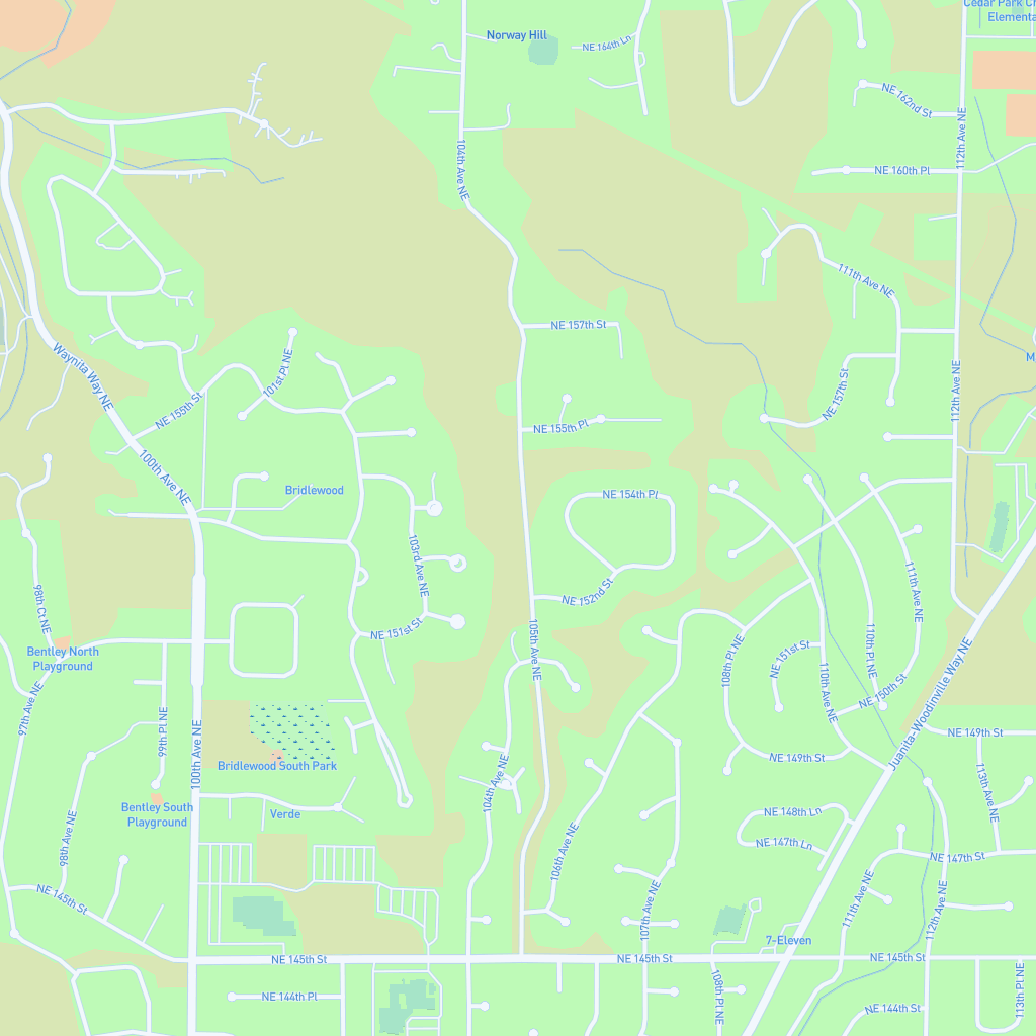 Cedar Park Ch
Elementa
Norway Hill
NE 164th Ln
NE 162nd St
112th Ave NE
104th Ave NE
NE 160th Pl
111th Ave NE
NE 157th St
Waynita Way NE
101st Pl NE
112th Ave NE
M
NE 157th St
NE 155th St
NE 155th Pl
100th Ave NE
Bridlewood
NE 154th Pl
103rd Ave NE
111th Ave NE
98th Ct NE
NE 152nd St
NE 151st St
105th Ave NE
108th Pl NE
110th Pl NE
Bentley North
Playground
NE 151st St
110th Ave NE
Juanita-Woodinville Way NE
97th Ave NE
NE 150th St
99th Pl NE
100th Ave NE
NE 149th St
NE 149th St
Bridlewood South Park
104th Ave NE
113th Ave NE
Bentley South
Playground
Verde
NE 148th Ln
98th Ave NE
NE 147th Ln
106th Ave NE
NE 147th St
NE 145th St
107th Ave NE
111th Ave NE
112th Ave NE
7-Eleven
NE 145th St
NE 145th St
NE 145th St
NE 144th Pl
108th Pl NE
113th Pl NE
NE 144th St